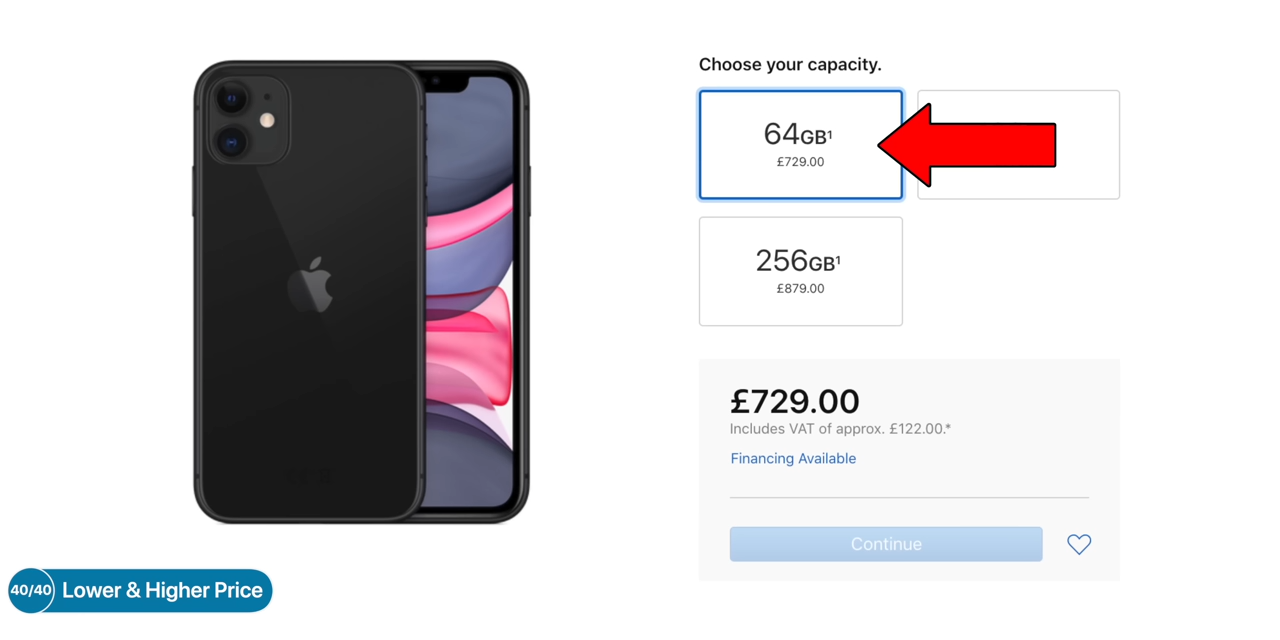 Choose your capacity.
64GB¹
£729.00
256GB¹
£879.00
£729.00
Includes VAT of approx. £122.00.*
Financing Available
Continue
40/40 Lower & Higher Price